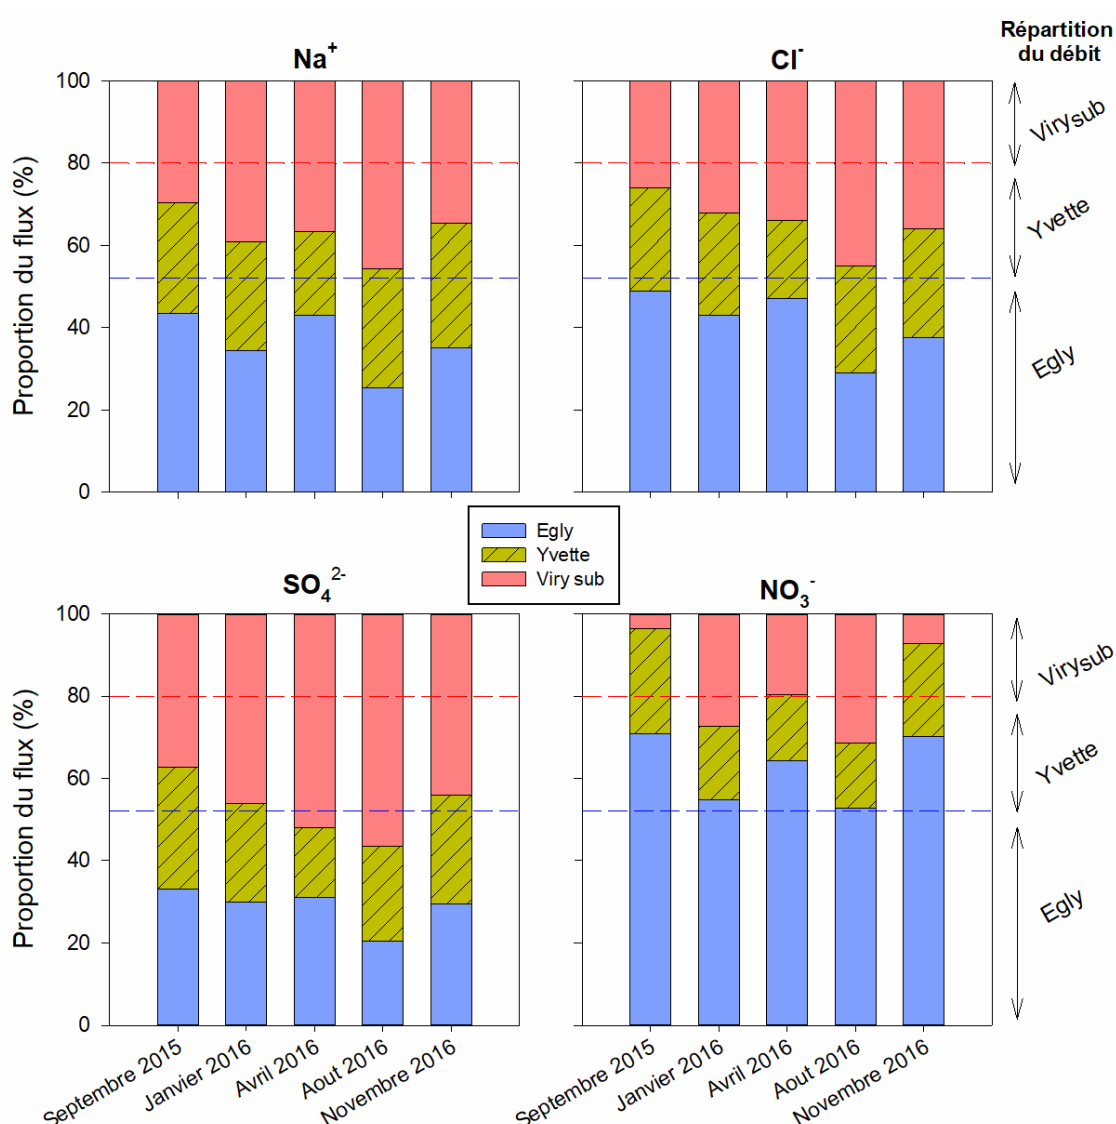 Répartition
du débit
Na+
Cl-
Proportion du flux (%)
100
80
60
40
20
0
Virysub
Yvette
Egly
Egly
Yvette
Viry sub
SO4 2-
NO3-
Proportion du flux (%)
100
80
60
40
20
0
Virysub
Yvette
Egly
Septembre 2015
Janvier 2016
Avril 2016
Aout 2016
Novembre 2016
Septembre 2015
Janvier 2016
Avril 2016
Aout 2016
Novembre 2016